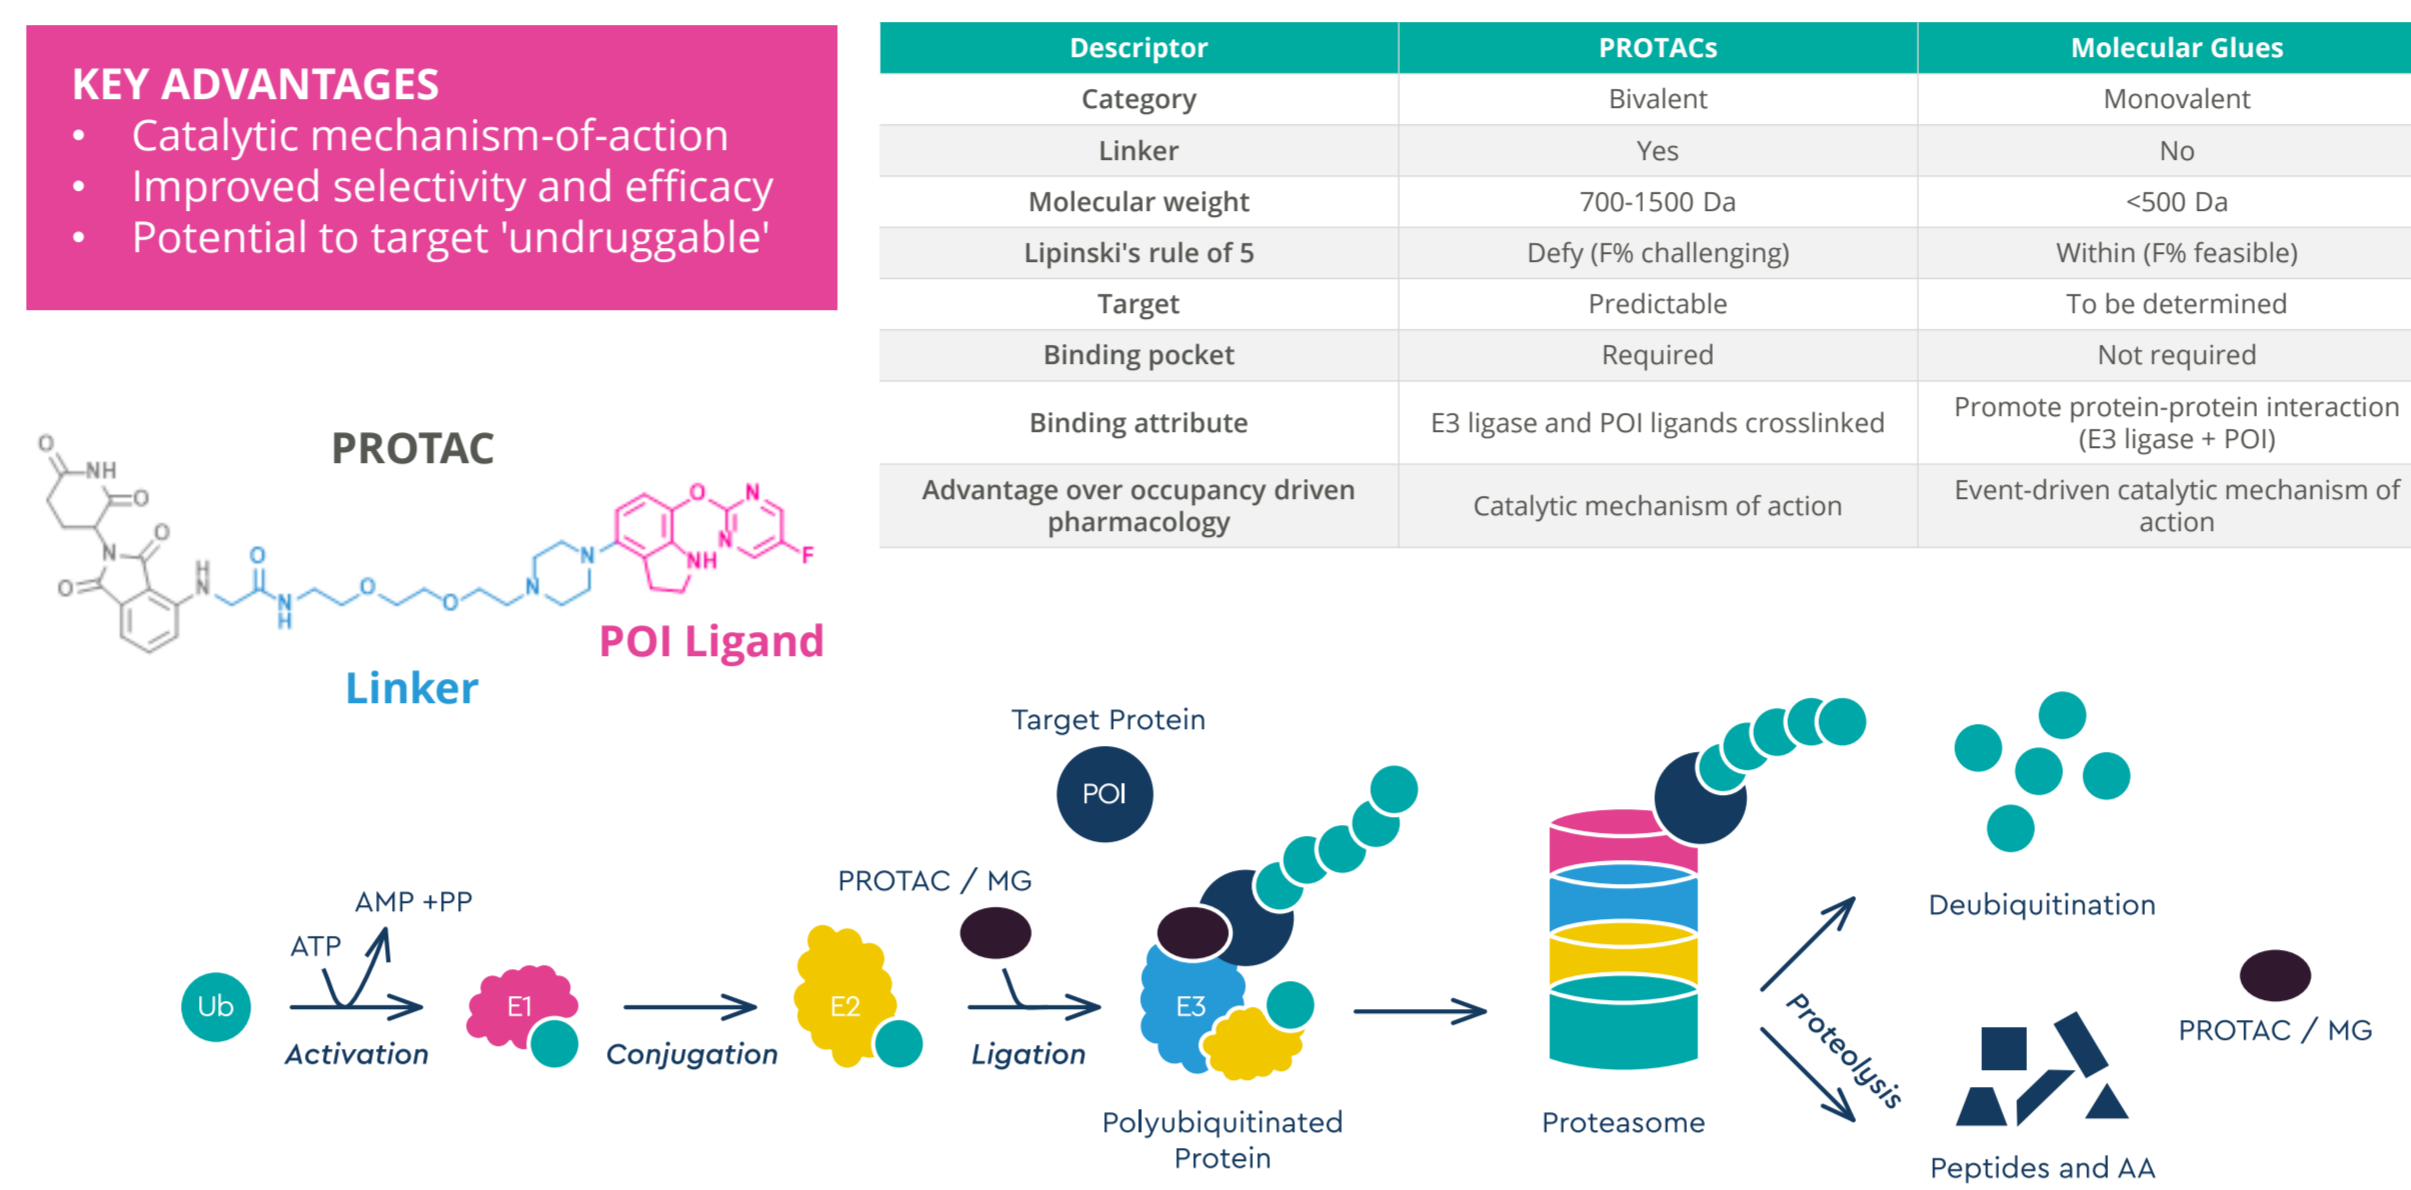 KEY ADVANTAGES
• Catalytic mechanism-of-action
• Improved selectivity and efficacy
• Potential to target 'undruggable'
Descriptor PROTACs Molecular Glues
Category Bivalent Monovalent
Linker Yes No
Molecular weight 700-1500 Da <500 Da
Lipinski's rule of 5 Defy (F% challenging) Within (F% feasible)
Target Predictable To be determined
Binding pocket Required Not required
Binding attribute E3 ligase and POI ligands crosslinked Promote protein-protein interaction
(E3 ligase + POI)
Advantage over occupancy driven
pharmacology Catalytic mechanism of action Event-driven catalytic mechanism of
action
PROTAC
O
NH
O
N
O
O
H
N
O
N
H
O
O
N
N
O
N
N
NH
F
POI Ligand
Linker
Target Protein
POI
PROTAC / MG
AMP +PP
ATP
Ub
Activation
E1
Conjugation
E2
Ligation
E3
Polyubiquitinated
Protein
Proteasome
Proteolysis
Deubiquitination
PROTAC / MG
Peptides and AA